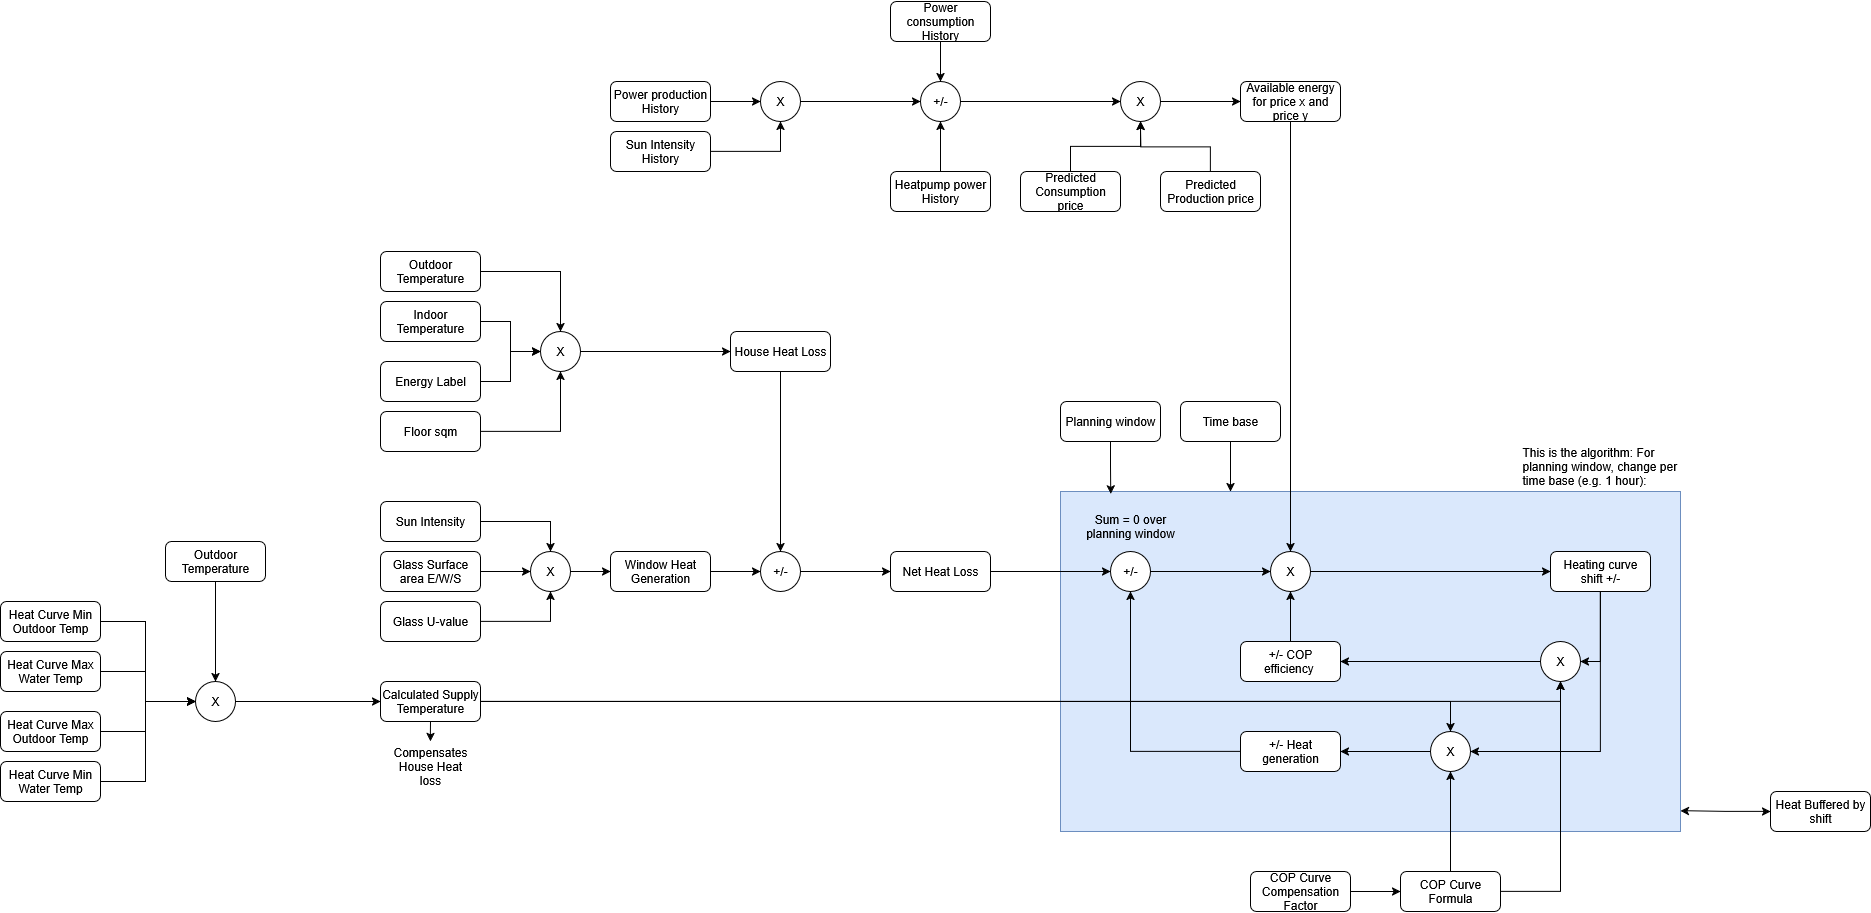 Power
consumption
History
Power production
History
X
+/-
X
Available energy
for price x and
price y
Sun Intensity
History
Heatpump power
History
Predicted
Consumption
price
Predicted
Production price
Outdoor
Temperature
Indoor
Temperature
X
House Heat Loss
Energy Label
Floor sqm
Planning window
Time base
This is the algorithm: For
planning window, change per
time base (e.g. 1 hour):
Sun Intensity
Sum = 0 over
planning window
Outdoor
Temperature
Glass Surface
area E/W/S
X
Window Heat
Generation
+/-
Net Heat Loss
+/-
X
Heating curve
shift +/-
Glass U-value
Heat Curve Min
Outdoor Temp
Heat Curve Max
Water Temp
+/- COP
efficiency
X
X
Calculated Supply
Temperature
Heat Curve Max
Outdoor Temp
Compensates
House Heat
loss
+/- Heat
generation
X
Heat Curve Min
Water Temp
Heat Buffered by
shift
COP Curve
Compensation
Factor
COP Curve
Formula